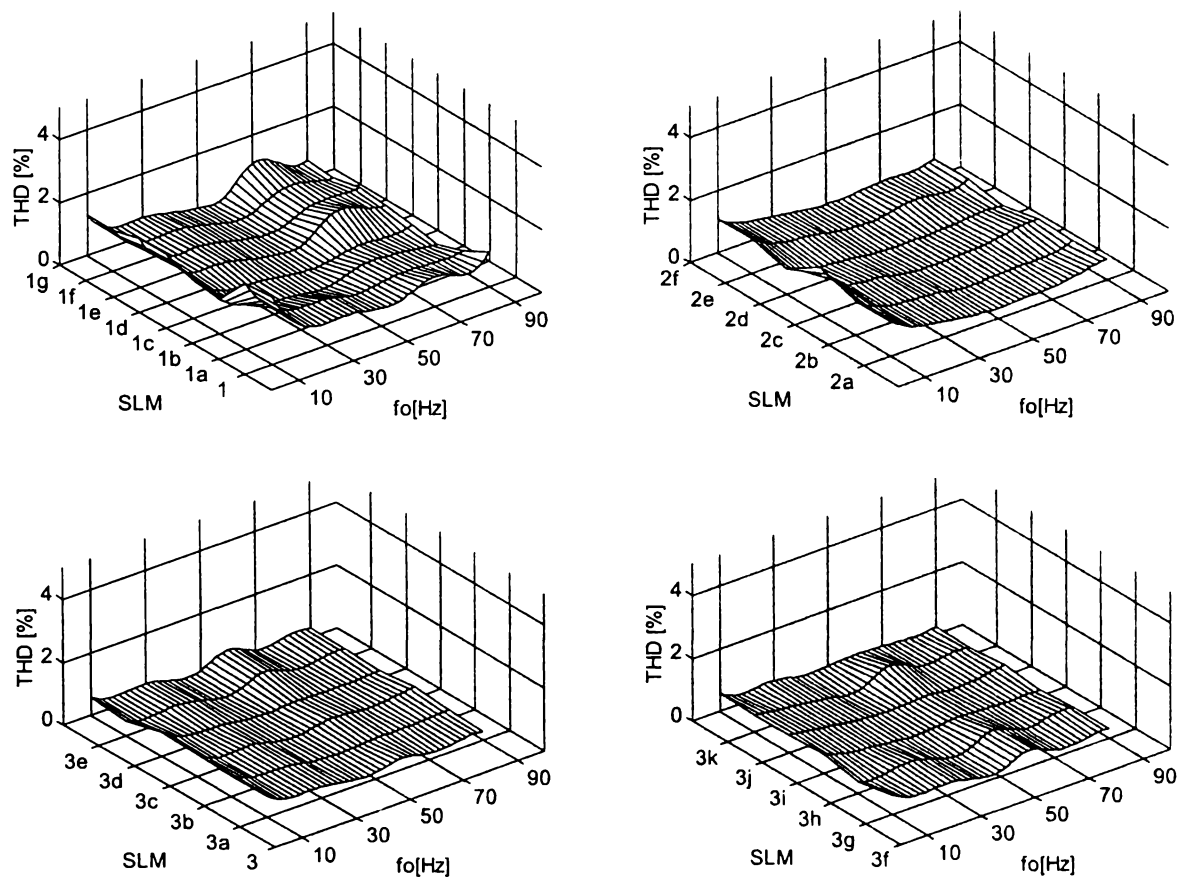 THD [%]
4
2
0
1g
1f
1e
1d
1c
1b
1a
1
SLM
10
30
50
70
90
fo[Hz]
THD [%]
4
2
0
2f
2e
2d
2c
2b
2a
SLM
10
30
50
70
90
fo[Hz]
THD [%]
4
2
0
3e
3d
3c
3b
3a
3
SLM
10
30
50
70
90
fo[Hz]
THD [%]
4
2
0
3k
3j
3i
3h
3g
3f
SLM
10
30
50
70
90
fo[Hz]